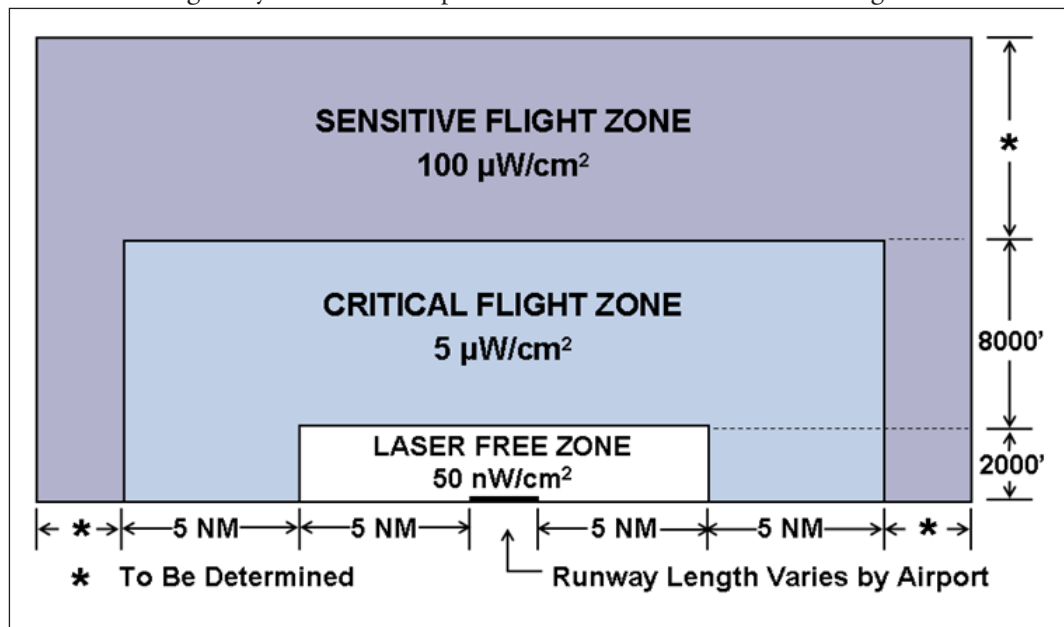 SENSITIVE FLIGHT ZONE
100 µW/cm²
*
CRITICAL FLIGHT ZONE
5 µW/cm²
8000’
LASER FREE ZONE
50 nW/cm²
2000’
* 5 NM 5 NM 5 NM 5 NM *
* To Be Determined Runway Length Varies by Airport